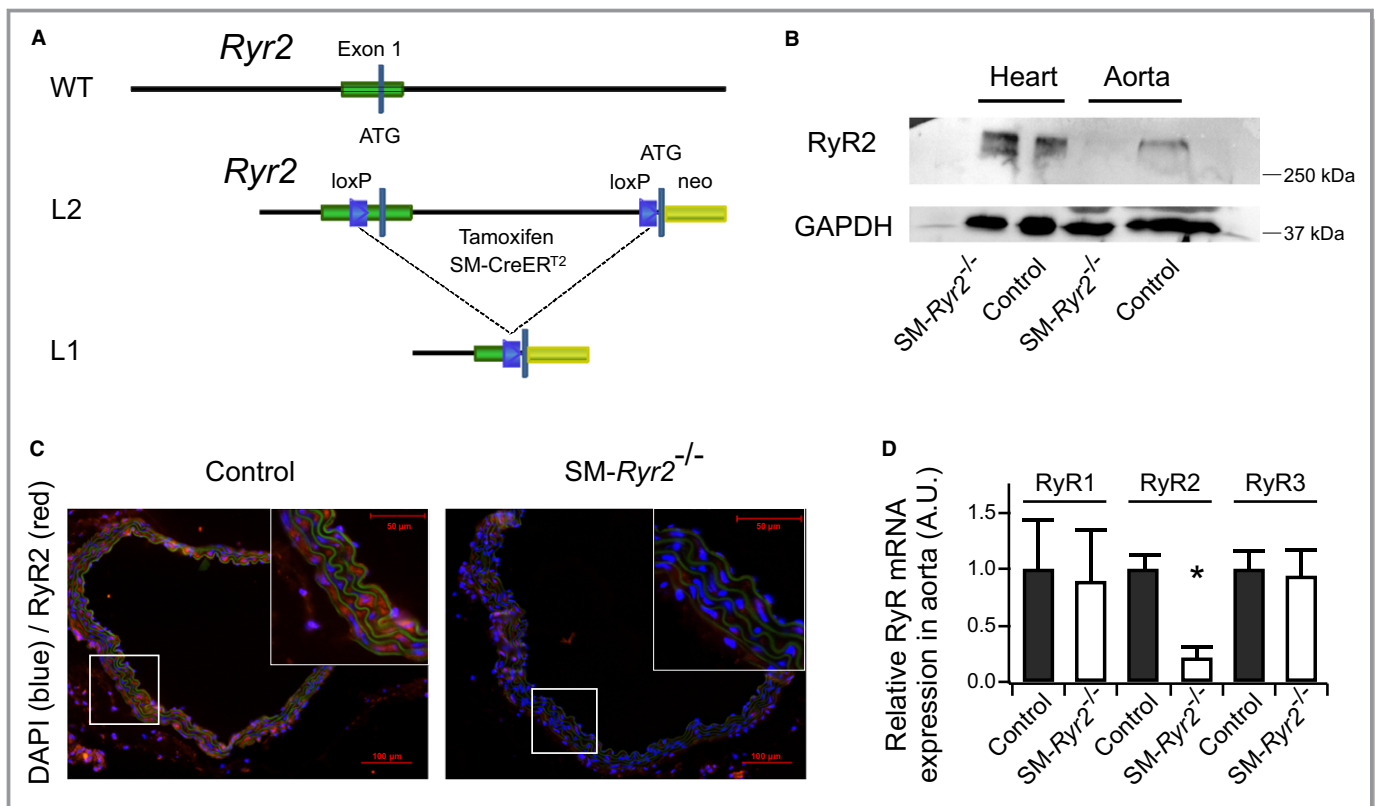 A
Ryr2
Exon 1
WT
ATG
Ryr2
loxP
ATG
loxP
neo
L2
Tamoxifen
SM-CreERT2
L1
B
Heart
Aorta
RyR2
250 kDa
GAPDH
37 kDa
SM-Ryr2-/-
Control
SM-Ryr2-/-
Control
C
Control
SM-Ryr2-/-
DAPI (blue) / RyR2 (red)
50 µm
100 µm
50 µm
100 µm
D
RyR1
RyR2
RyR3
Relative RyR mRNA
expression in aorta (A.U.)
1.5
1.0
0.5
0.0
*
Control
SM-Ryr2-/-
Control
SM-Ryr2-/-
Control
SM-Ryr2-/-